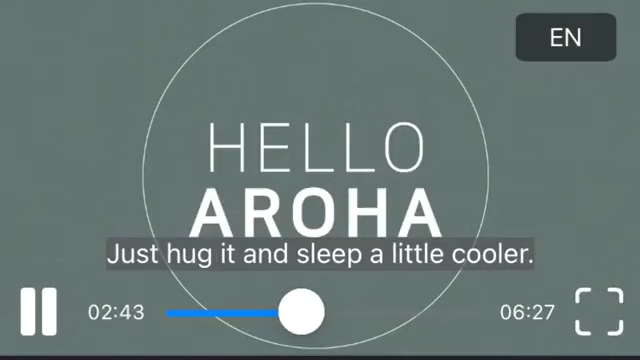 EN
HELLO
AROHA
Just hug it and sleep a little cooler.
02:43
06:27